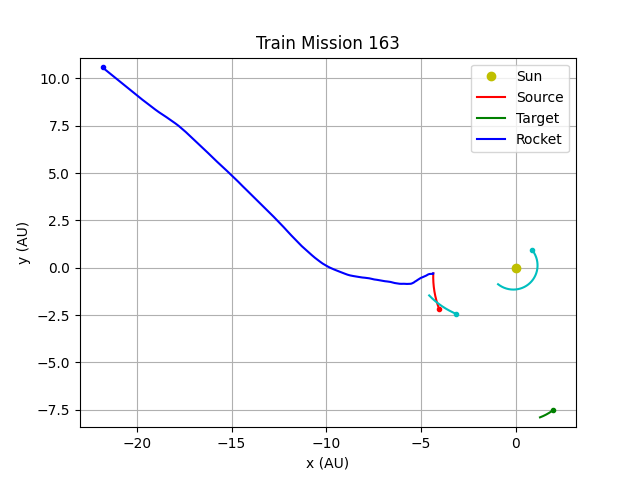 Train Mission 163
Sun
Source
Target
Rocket
10.0
7.5
5.0
2.5
0.0
−2.5
−5.0
−7.5
y (AU)
−20
−15
−10
−5
0
x (AU)